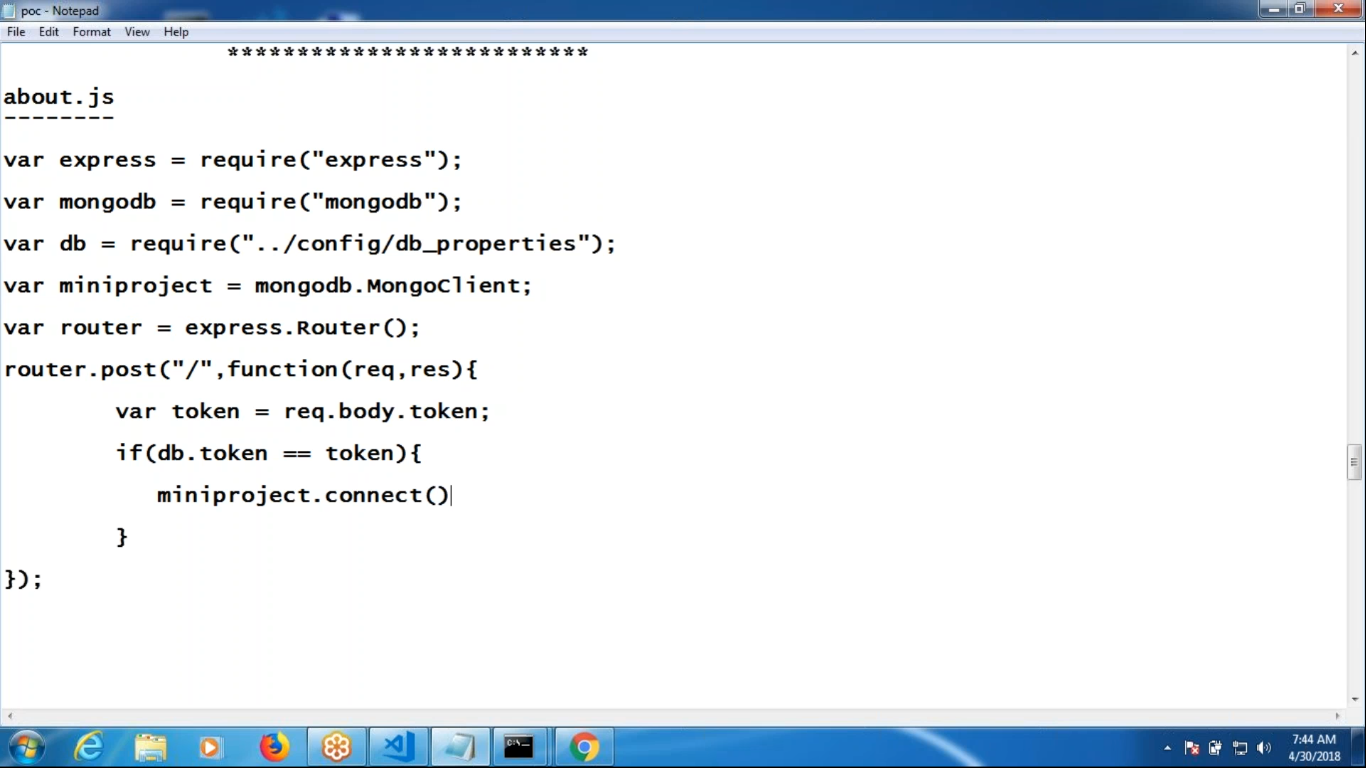 poc - Notepad
File Edit Format View Help
**************************
about.js
--------
var express = require("express");
var mongodb = require("mongodb");
var db = require("../config/db_properties");
var miniproject = mongodb.MongoClient;
var router = express.Router();
router.post("/",function(req,res){
var token = req.body.token;
if(db.token == token){
miniproject.connect()
}
});
7:44 AM
4/30/2018